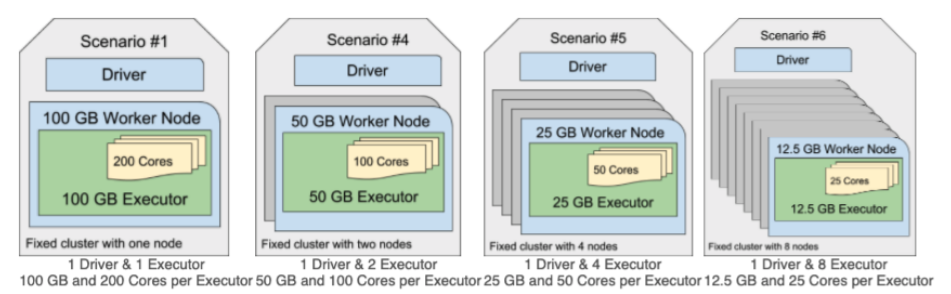 Scenario #1
Driver
100 GB Worker Node
200 Cores
100 GB Executor
Fixed cluster with one node
1 Driver & 1 Executor
100 GB and 200 Cores per Executor
Scenario #4
Driver
50 GB Worker Node
100 Cores
50 GB Executor
Fixed cluster with two nodes
1 Driver & 2 Executor
50 GB and 100 Cores per Executor
Scenario #5
Driver
25 GB Worker Node
50 Cores
25 GB Executor
Fixed cluster with 4 nodes
1 Driver & 4 Executor
25 GB and 50 Cores per Executor
Scenario #6
Driver
12.5 GB Worker Node
25 Cores
12.5 GB Executor
Fixed cluster with 8 nodes
1 Driver & 8 Executor
12.5 GB and 25 Cores per Executor